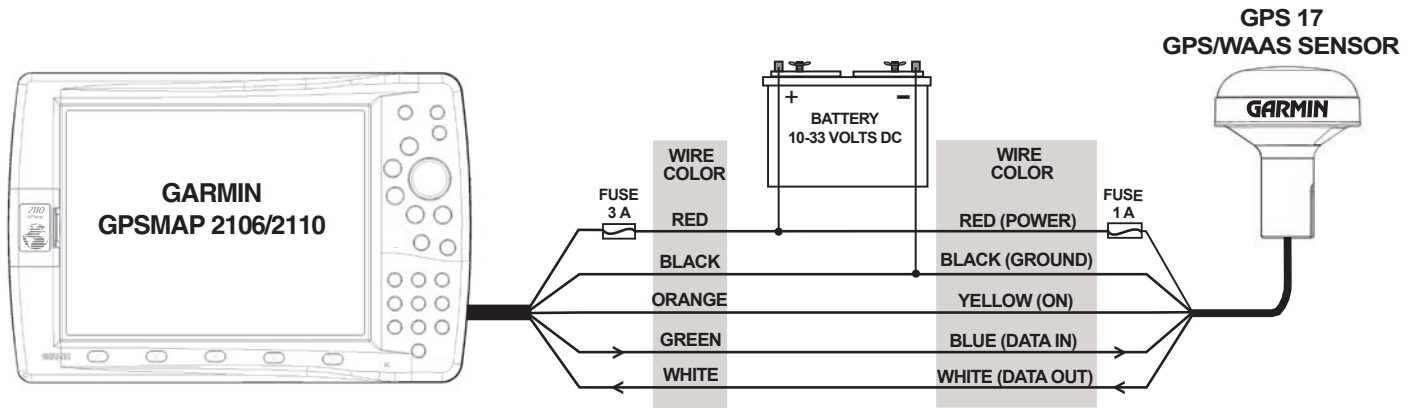 GPS 17
GPS/WAAS SENSOR
GARMIN
GARMIN
GPSMAP 2106/2110
2110
+
−
BATTERY
10-33 VOLTS DC
WIRE
COLOR
WIRE
COLOR
FUSE
3 A
FUSE
1 A
RED
RED (POWER)
BLACK
BLACK (GROUND)
ORANGE
YELLOW (ON)
GREEN
BLUE (DATA IN)
WHITE
WHITE (DATA OUT)